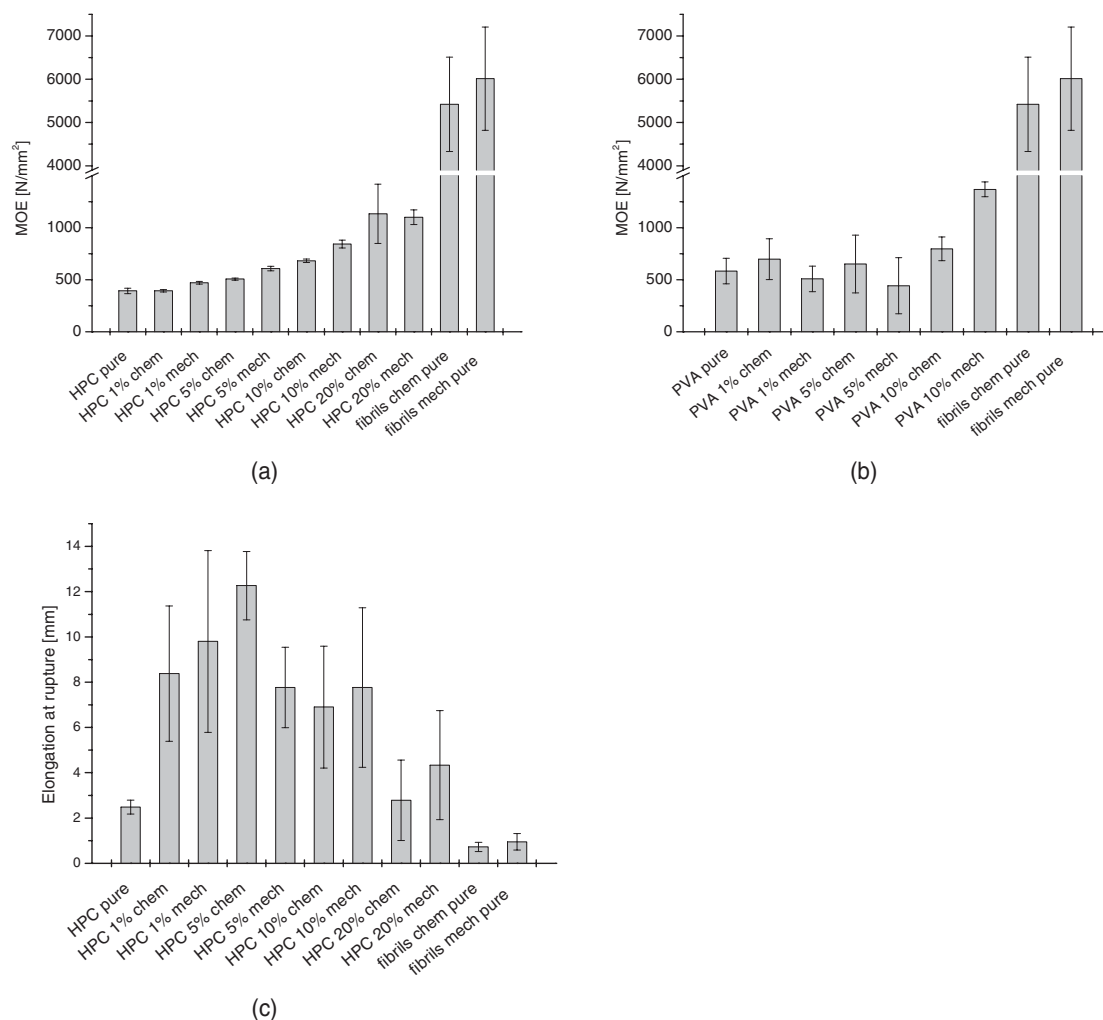 7000
6000
5000
4000
1000
500
0
MOE [N/mm²]
HPC pure
HPC 1% chem
HPC 1% mech
HPC 5% chem
HPC 5% mech
HPC 10% chem
HPC 10% mech
HPC 20% chem
HPC 20% mech
fibrils chem pure
fibrils mech pure
(a)
7000
6000
5000
4000
1000
500
0
MOE [N/mm²]
PVA pure
PVA 1% chem
PVA 1% mech
PVA 5% chem
PVA 5% mech
PVA 10% chem
PVA 10% mech
fibrils chem pure
fibrils mech pure
(b)
14
12
10
8
6
4
2
0
Elongation at rupture [mm]
HPC pure
HPC 1% chem
HPC 1% mech
HPC 5% chem
HPC 5% mech
HPC 10% chem
HPC 10% mech
HPC 20% chem
HPC 20% mech
fibrils chem pure
fibrils mech pure
(c)